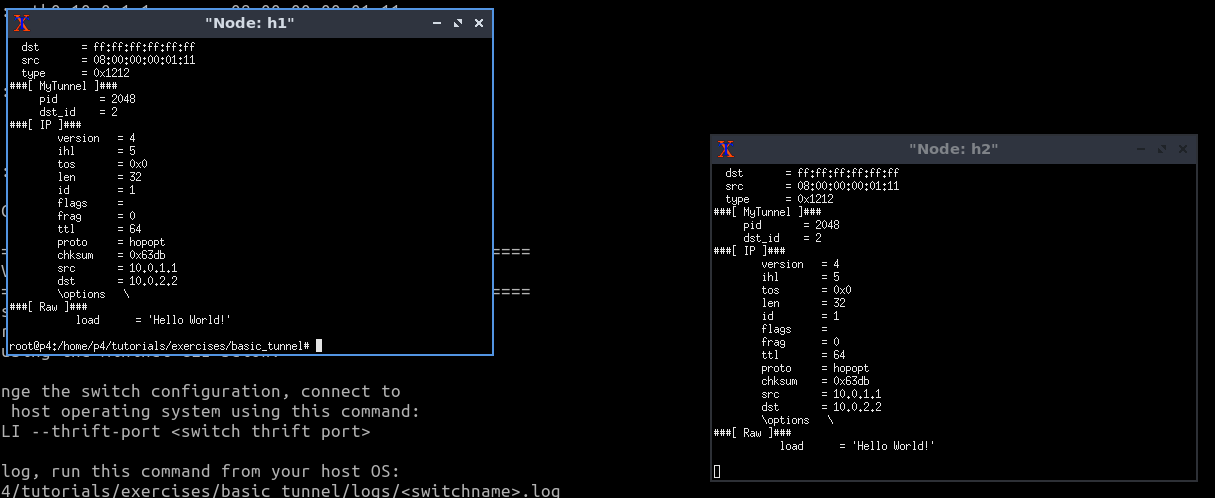 "Node: h1"
dst = ff:ff:ff:ff:ff:ff
src = 08:00:00:00:01:11
type = 0x1212
###[ MyTunnel ]###
pid = 2048
dst_id = 2
###[ IP ]###
version = 4
ihl = 5
tos = 0x0
len = 32
id = 1
flags =
frag = 0
ttl = 64
proto = hopopt
chksum = 0x63db
src = 10.0.1.1
dst = 10.0.2.2
\options \
###[ Raw ]###
load = 'Hello World!'
root@p4:/home/p4/tutorials/exercises/basic_tunnel#
nge the switch configuration, connect to
host operating system using this command:
LI --thrift-port <switch thrift port>
log, run this command from your host OS:
4/tutorials/exercises/basic_tunnel/logs/<switchname>.log
"Node: h2"
dst = ff:ff:ff:ff:ff:ff
src = 08:00:00:00:01:11
type = 0x1212
###[ MyTunnel ]###
pid = 2048
dst_id = 2
###[ IP ]###
version = 4
ihl = 5
tos = 0x0
len = 32
id = 1
flags =
frag = 0
ttl = 64
proto = hopopt
chksum = 0x63db
src = 10.0.1.1
dst = 10.0.2.2
\options \
###[ Raw ]###
load = 'Hello World!'